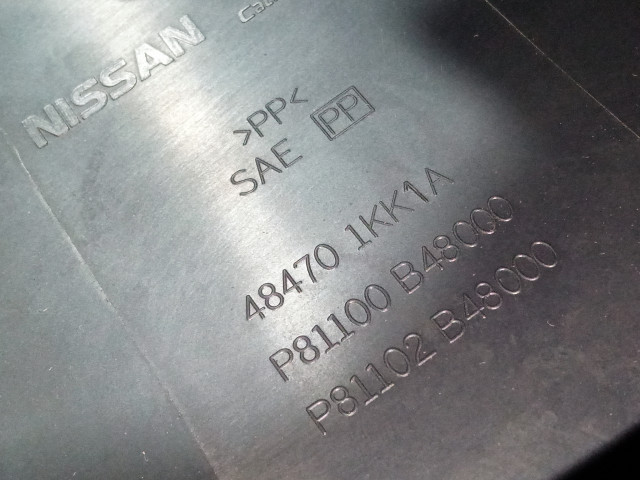 NISSAN
>PP<
SAE PP
48470 1KK1A
P81100 B48000
P81102 B48000